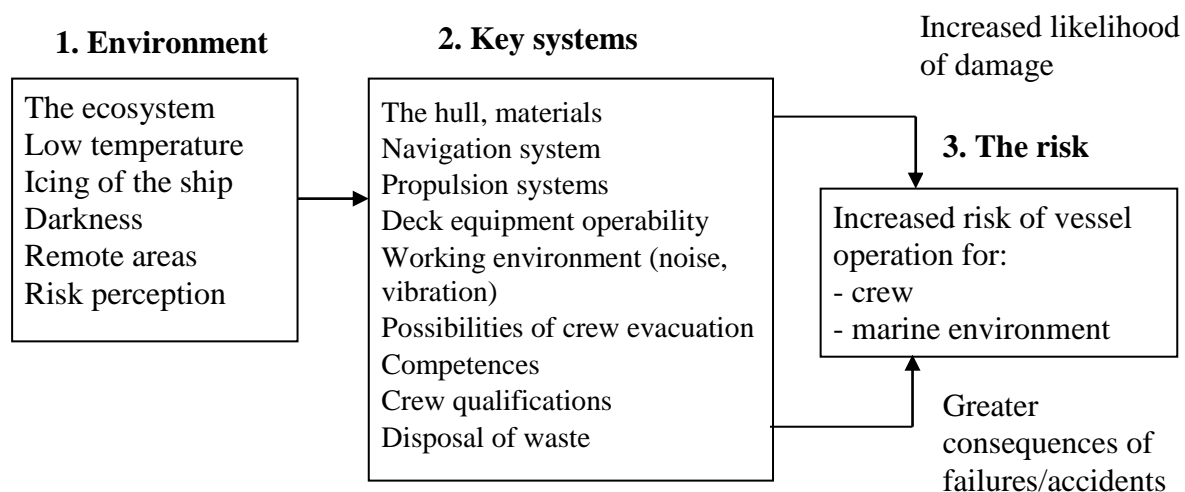 1. Environment
The ecosystem
Low temperature
Icing of the ship
Darkness
Remote areas
Risk perception
2. Key systems
The hull, materials
Navigation system
Propulsion systems
Deck equipment operability
Working environment (noise,
vibration)
Possibilities of crew evacuation
Competences
Crew qualifications
Disposal of waste
Increased likelihood
of damage
3. The risk
Increased risk of vessel
operation for:
- crew
- marine environment
Greater
consequences of
failures/accidents